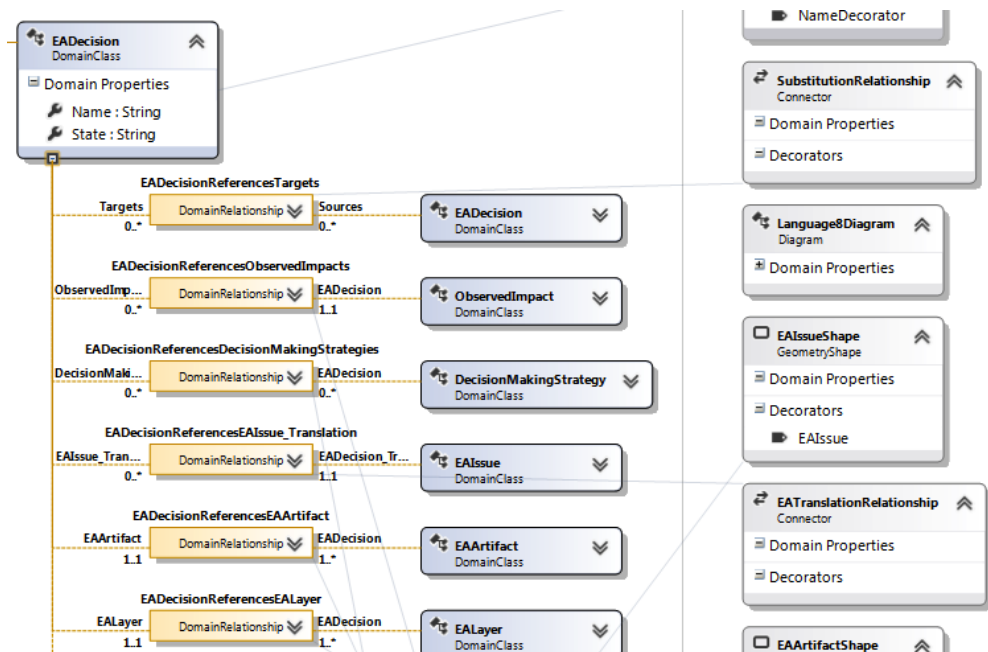 EADecision
DomainClass
Domain Properties
Name : String
State : String
EADecisionReferencesTargets
Targets
DomainRelationship
Sources
0..*
0..*
EADecision
DomainClass
EADecisionReferencesObservedImpacts
ObservedImp...
DomainRelationship
EADecision
0..*
1..1
ObservedImpact
DomainClass
EADecisionReferencesDecisionMakingStrategies
DecisionMaki...
DomainRelationship
EADecision
0..*
0..*
DecisionMakingStrategy
DomainClass
EADecisionReferencesEAIssue_Translation
EAIssue_Tran...
DomainRelationship
EADecision_Tr...
0..*
1..1
EAIssue
DomainClass
EADecisionReferencesEAArtifact
EAArtifact
DomainRelationship
EADecision
1..1
1..*
EAArtifact
DomainClass
EADecisionReferencesEALayer
EALayer
DomainRelationship
EADecision
1..1
1..*
EALayer
DomainClass
NameDecorator
SubstitutionRelationship
Connector
Domain Properties
Decorators
Language8Diagram
Diagram
Domain Properties
EAIssueShape
GeometryShape
Domain Properties
Decorators
EAIssue
EATranslationRelationship
Connector
Domain Properties
Decorators
EAArtifactShape